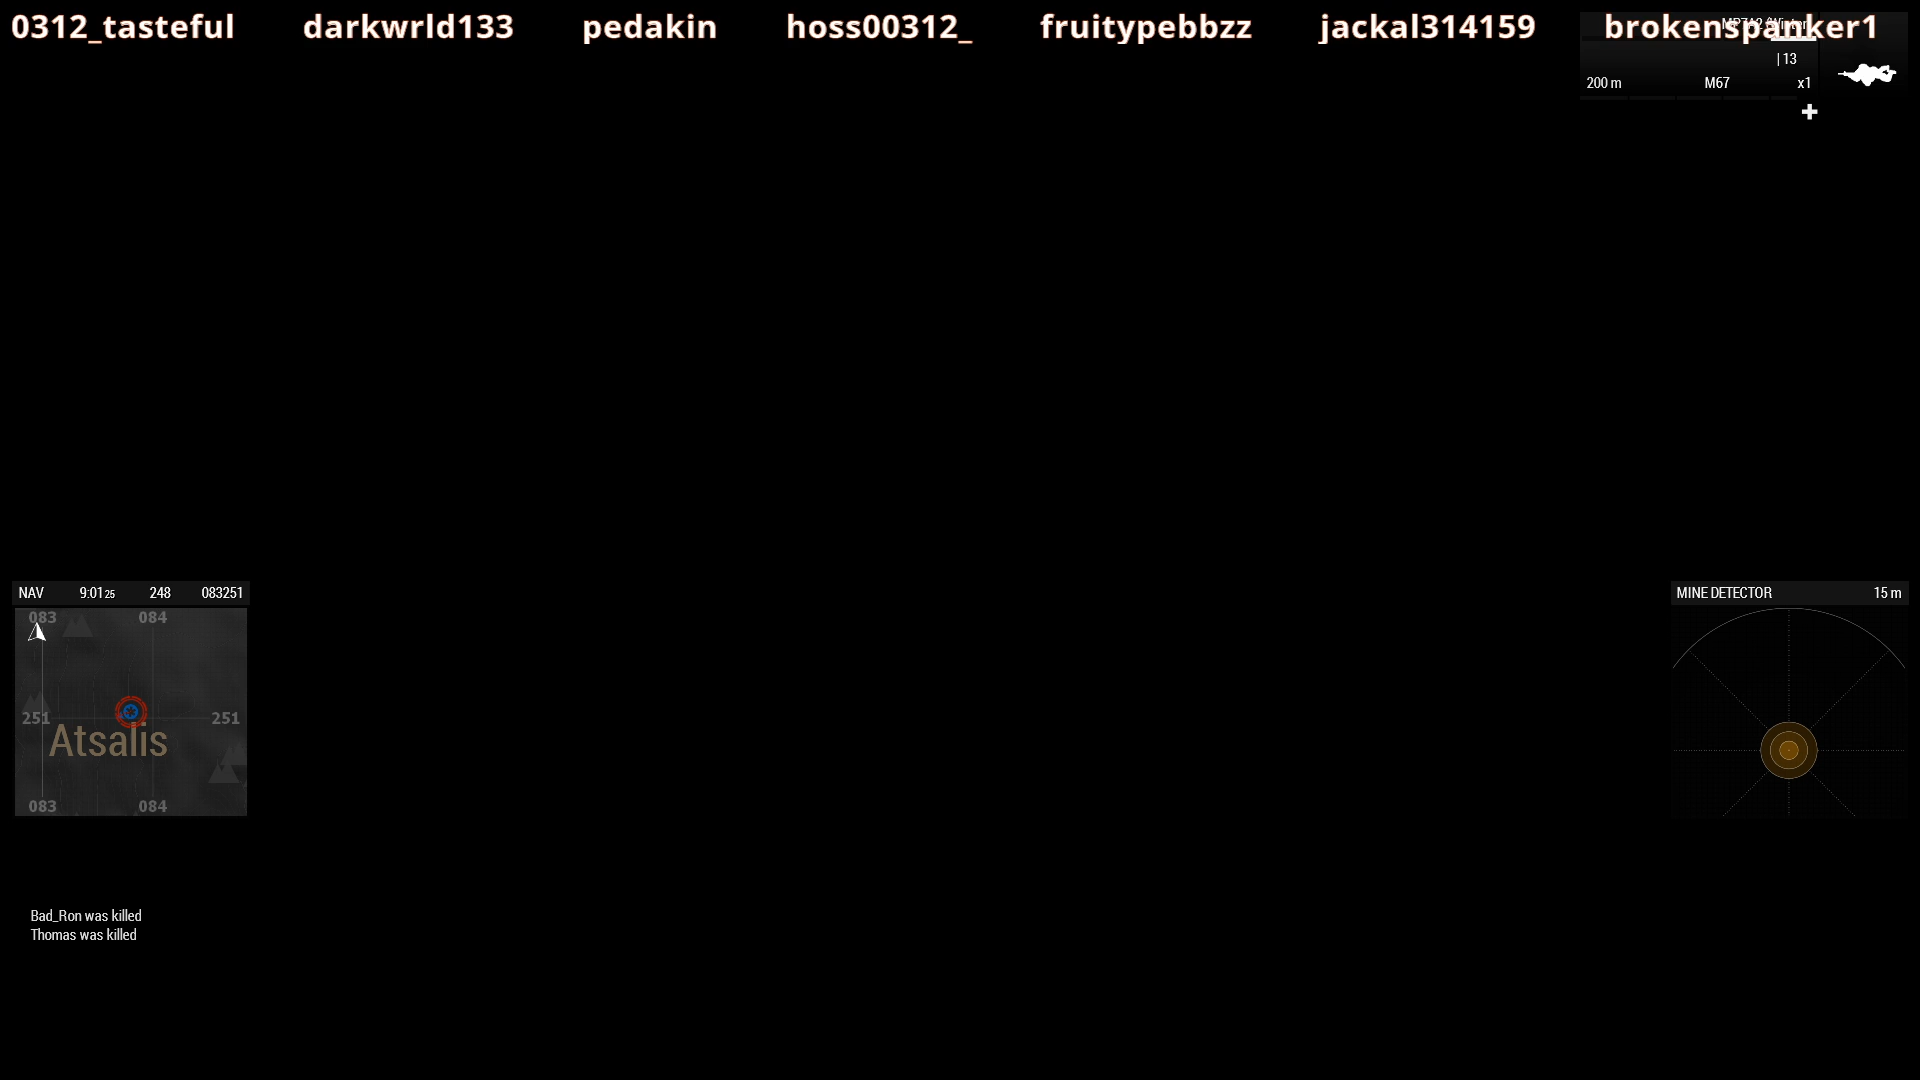 0312_tasteful darkwrld133 pedakin hoss00312_ fruitypebbzz jackal314159 brokenspanker1
| 13
200 m M67 x1
NAV 9:01 25 248 083251
MINE DETECTOR 15 m
083 084
251 251
Atsalis
083 084
Bad_Ron was killed
Thomas was killed